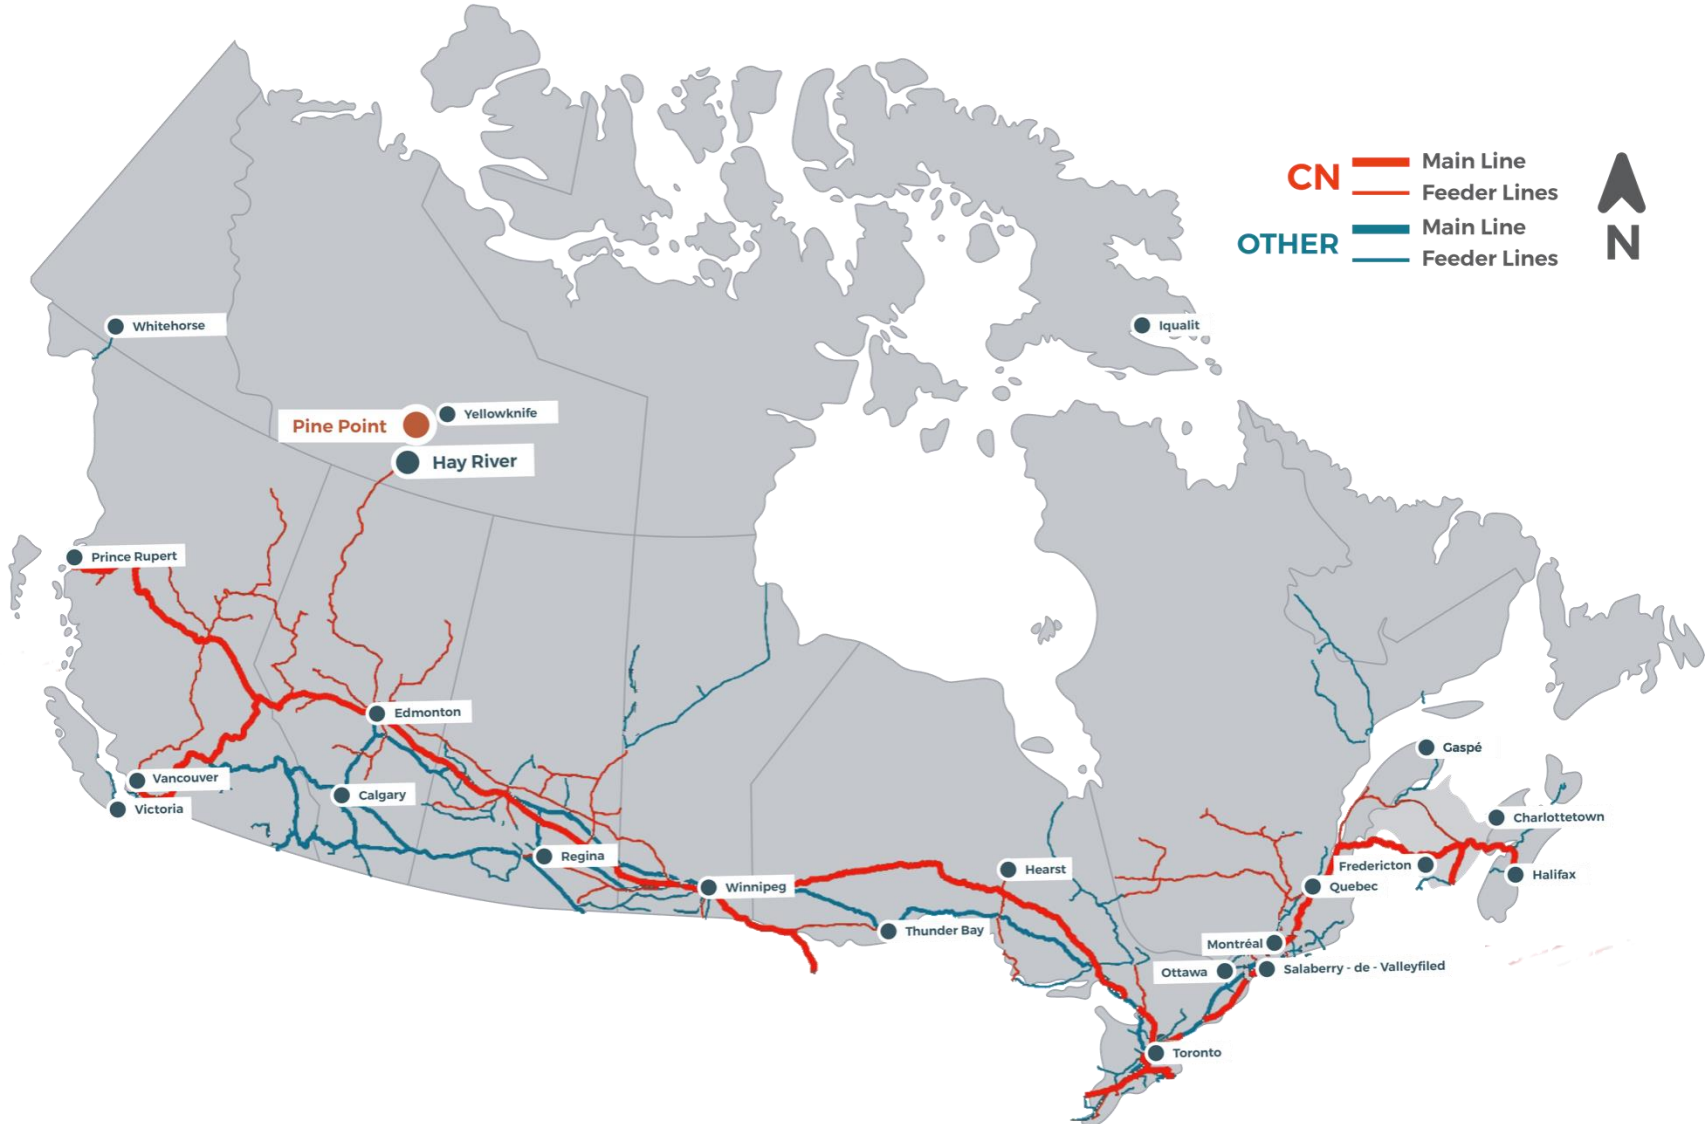 CN
Main Line
Feeder Lines
OTHER
Main Line
Feeder Lines
N
Whitehorse
Iqualit
Yellowknife
Pine Point
Hay River
Prince Rupert
Edmonton
Gaspé
Vancouver
Calgary
Victoria
Charlottetown
Regina
Fredericton
Hearst
Halifax
Winnipeg
Quebec
Thunder Bay
Montréal
Ottawa
Salaberry - de - Valleyfiled
Toronto